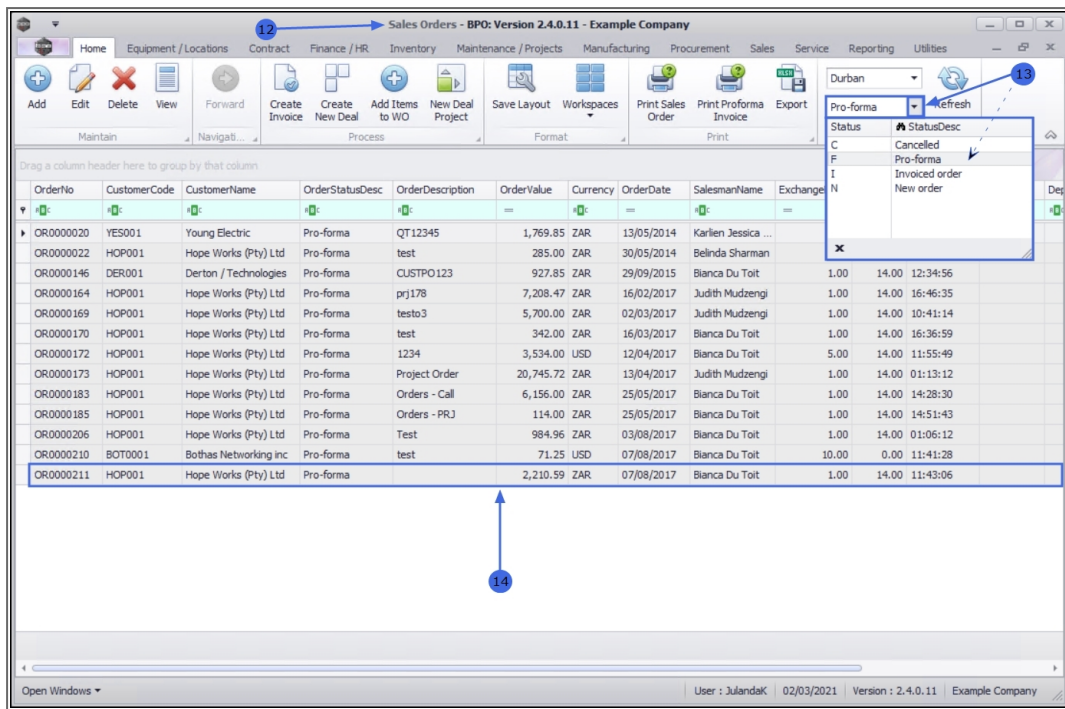 12 Sales Orders - BPO: Version 2.4.0.11 - Example Company
Home Equipment / Locations Contract Finance / HR Inventory Maintenance / Projects Manufacturing Procurement Sales Service Reporting Utilities
Add Edit Delete View Forward Create Invoice Create New Deal Add Items to WO New Deal Project Save Layout Workspaces Print Sales Order Print Proforma Invoice Export Durban Refresh 13
Pro-forma
Maintain Navigati... Process Format Print
Status StatusDesc
C Cancelled
F Pro-forma
I Invoiced order
N New order
Drag a column header here to group by that column
OrderNo CustomerCode CustomerName OrderStatusDesc OrderDescription OrderValue Currency OrderDate SalesmanName Exchange Dep
OR0000020 YES001 Young Electric Pro-forma QT12345 1,769.85 ZAR 13/05/2014 Karlien Jessica ...
OR0000022 HOP001 Hope Works (Pty) Ltd Pro-forma test 285.00 ZAR 30/05/2014 Belinda Sharman
OR0000146 DER001 Derton / Technologies Pro-forma CUSTPO123 927.85 ZAR 29/09/2015 Bianca Du Toit 1.00 14.00 12:34:56
OR0000164 HOP001 Hope Works (Pty) Ltd Pro-forma prj178 7,208.47 ZAR 16/02/2017 Judith Mudzengi 1.00 14.00 16:46:35
OR0000169 HOP001 Hope Works (Pty) Ltd Pro-forma testo3 5,700.00 ZAR 02/03/2017 Judith Mudzengi 1.00 14.00 10:41:14
OR0000170 HOP001 Hope Works (Pty) Ltd Pro-forma test 342.00 ZAR 16/03/2017 Bianca Du Toit 1.00 14.00 16:36:59
OR0000172 HOP001 Hope Works (Pty) Ltd Pro-forma 1234 3,534.00 USD 12/04/2017 Bianca Du Toit 5.00 14.00 11:55:49
OR0000173 HOP001 Hope Works (Pty) Ltd Pro-forma Project Order 20,745.72 ZAR 13/04/2017 Judith Mudzengi 1.00 14.00 01:13:12
OR0000183 HOP001 Hope Works (Pty) Ltd Pro-forma Orders - Call 6,156.00 ZAR 25/05/2017 Bianca Du Toit 1.00 14.00 14:28:30
OR0000185 HOP001 Hope Works (Pty) Ltd Pro-forma Orders - PRJ 114.00 ZAR 25/05/2017 Bianca Du Toit 1.00 14.00 14:51:43
OR0000206 HOP001 Hope Works (Pty) Ltd Pro-forma Test 984.96 ZAR 03/08/2017 Bianca Du Toit 1.00 14.00 01:06:12
OR0000210 BOT0001 Bothas Networking inc Pro-forma test 71.25 USD 07/08/2017 Bianca Du Toit 10.00 0.00 11:41:28
OR0000211 HOP001 Hope Works (Pty) Ltd Pro-forma 2,210.59 ZAR 07/08/2017 Bianca Du Toit 1.00 14.00 11:43:06
14
Open Windows User : JulandaK 02/03/2021 Version : 2.4.0.11 Example Company